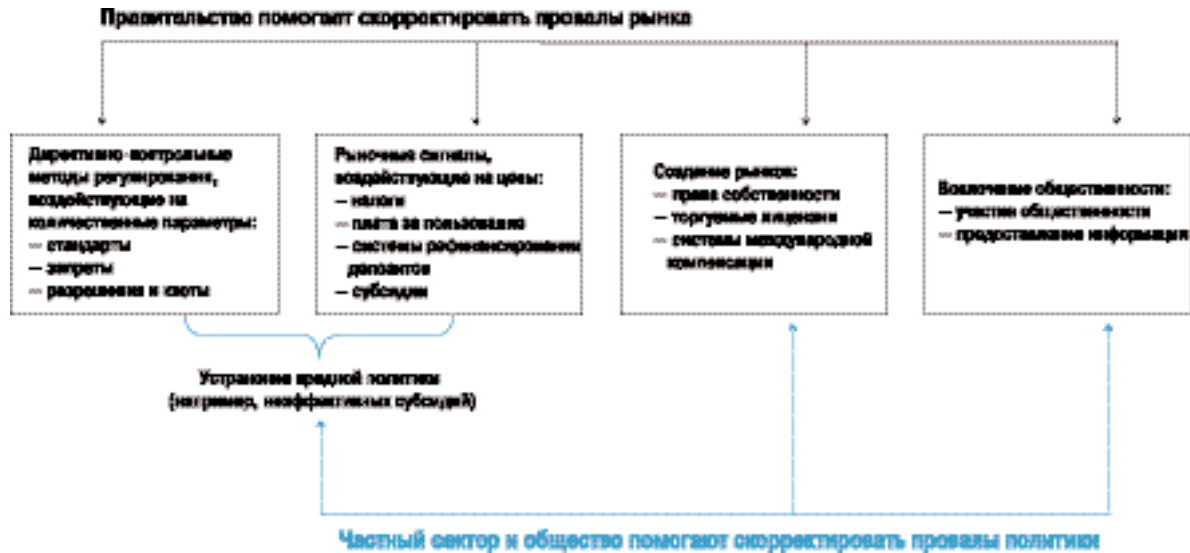 Правительство помогает скорректировать провалы рынка
Директивно-контрольные
методы регулирования,
воздействующие на
количественные параметры:
— стандарты
— запреты
— разрешения и квоты
Рыночные сигналы,
воздействующие на цены:
— налоги
— плата за пользование
— системы рефинансирования
депозитов
— субсидии
Создание рынков:
— права собственности
— торгуемые лицензии
— системы международной
компенсации
Вовлечение общественности:
— участие общественности
— предоставление информации
Устранение вредной политики
(например, неэффективных субсидий)
Частный сектор и общество помогают скорректировать провалы политики